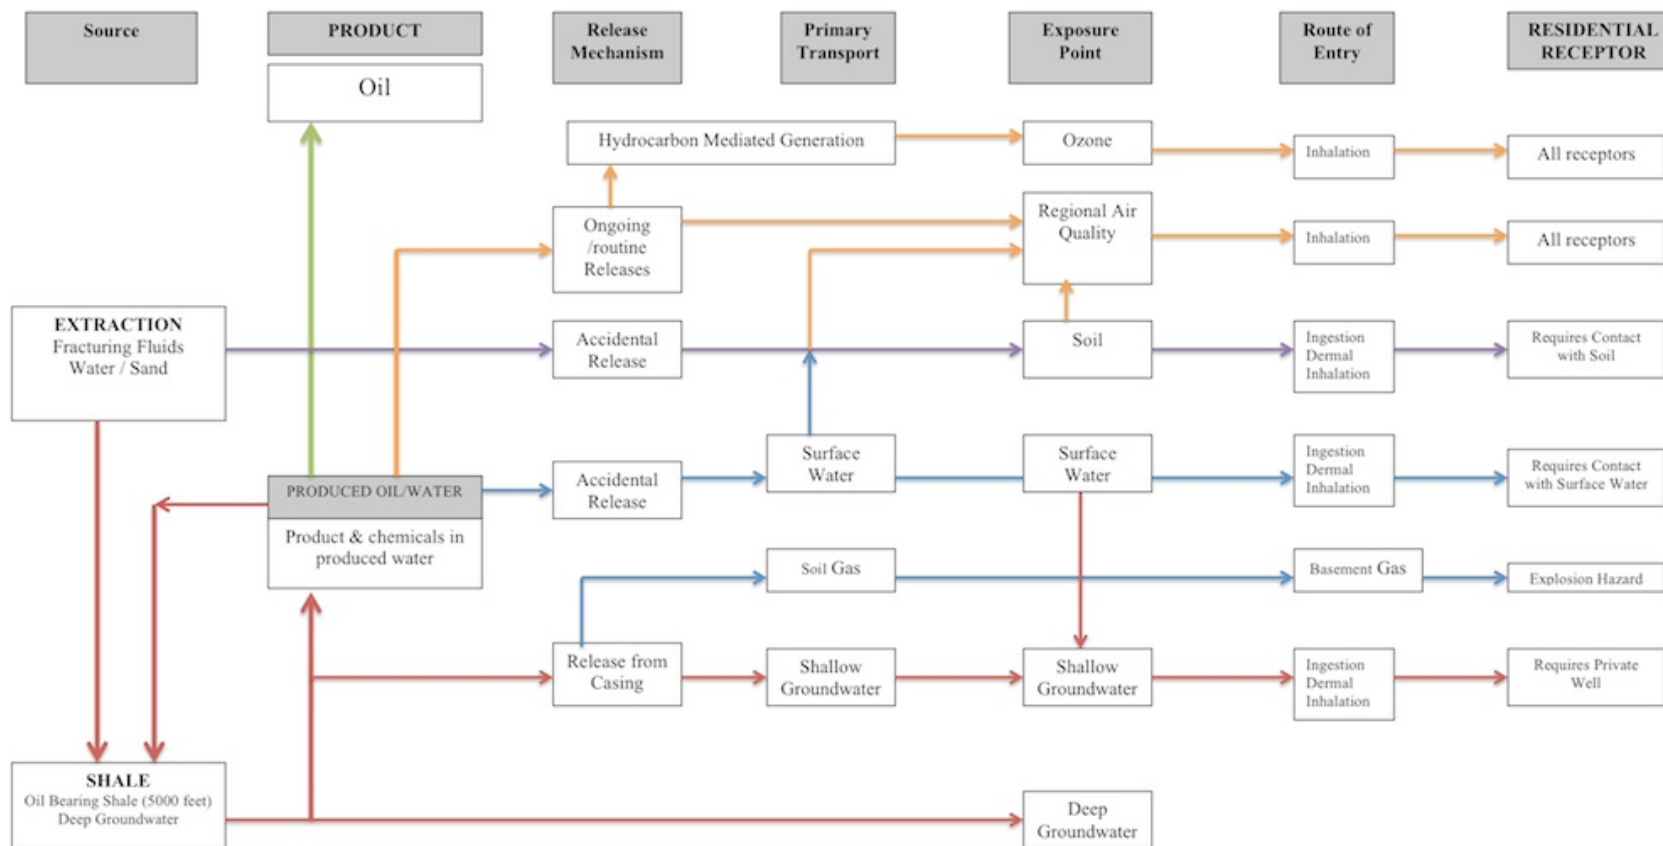 Source
PRODUCT
Release
Mechanism
Primary
Transport
Exposure
Point
Route of
Entry
RESIDENTIAL
RECEPTOR
Oil
Hydrocarbon Mediated Generation
Ozone
Inhalation
All receptors
Ongoing
/routine
Releases
Regional Air
Quality
Inhalation
All receptors
EXTRACTION
Fracturing Fluids
Water / Sand
Accidental
Release
Soil
Ingestion
Dermal
Inhalation
Requires Contact
with Soil
PRODUCED OIL/WATER
Product & chemicals in
produced water
Accidental
Release
Surface
Water
Surface
Water
Ingestion
Dermal
Inhalation
Requires Contact
with Surface Water
Soil Gas
Basement Gas
Explosion Hazard
Release from
Casing
Shallow
Groundwater
Shallow
Groundwater
Ingestion
Dermal
Inhalation
Requires Private
Well
SHALE
Oil Bearing Shale (5000 feet)
Deep Groundwater
Deep
Groundwater